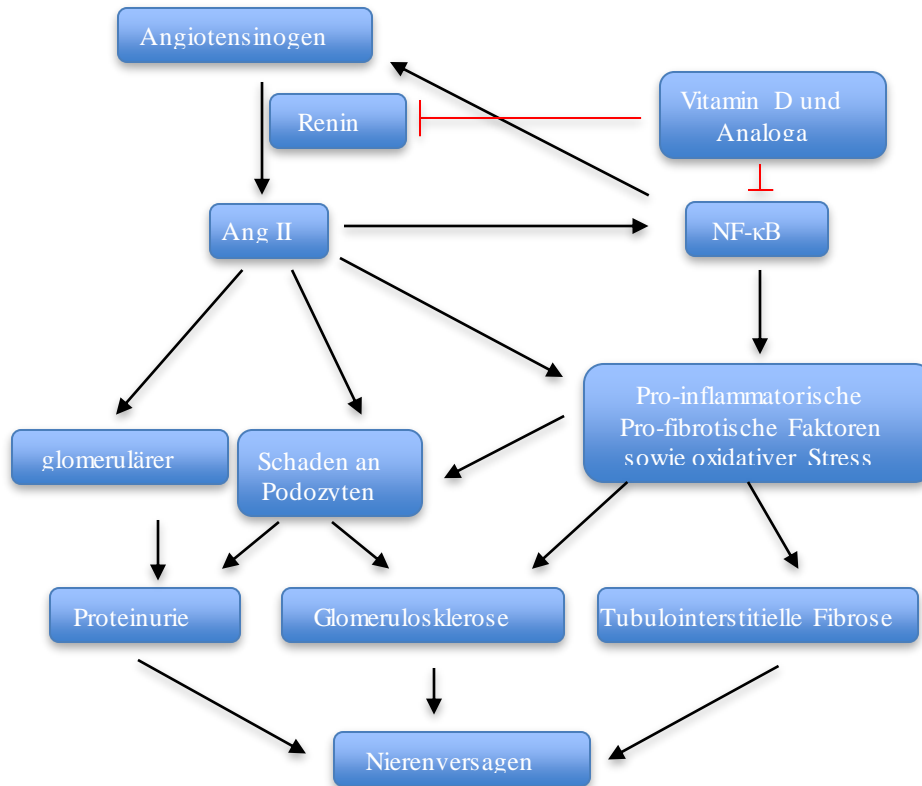 Angiotensinogen
Renin
Vitamin D und
Analoga
Ang II
NF-κB
Pro-inflammatorische
Pro-fibrotische Faktoren
sowie oxidativer Stress
glomerulärer
Schaden an
Podozyten
Proteinurie
Glomerulosklerose
Tubulointerstitielle Fibrose
Nierenversagen